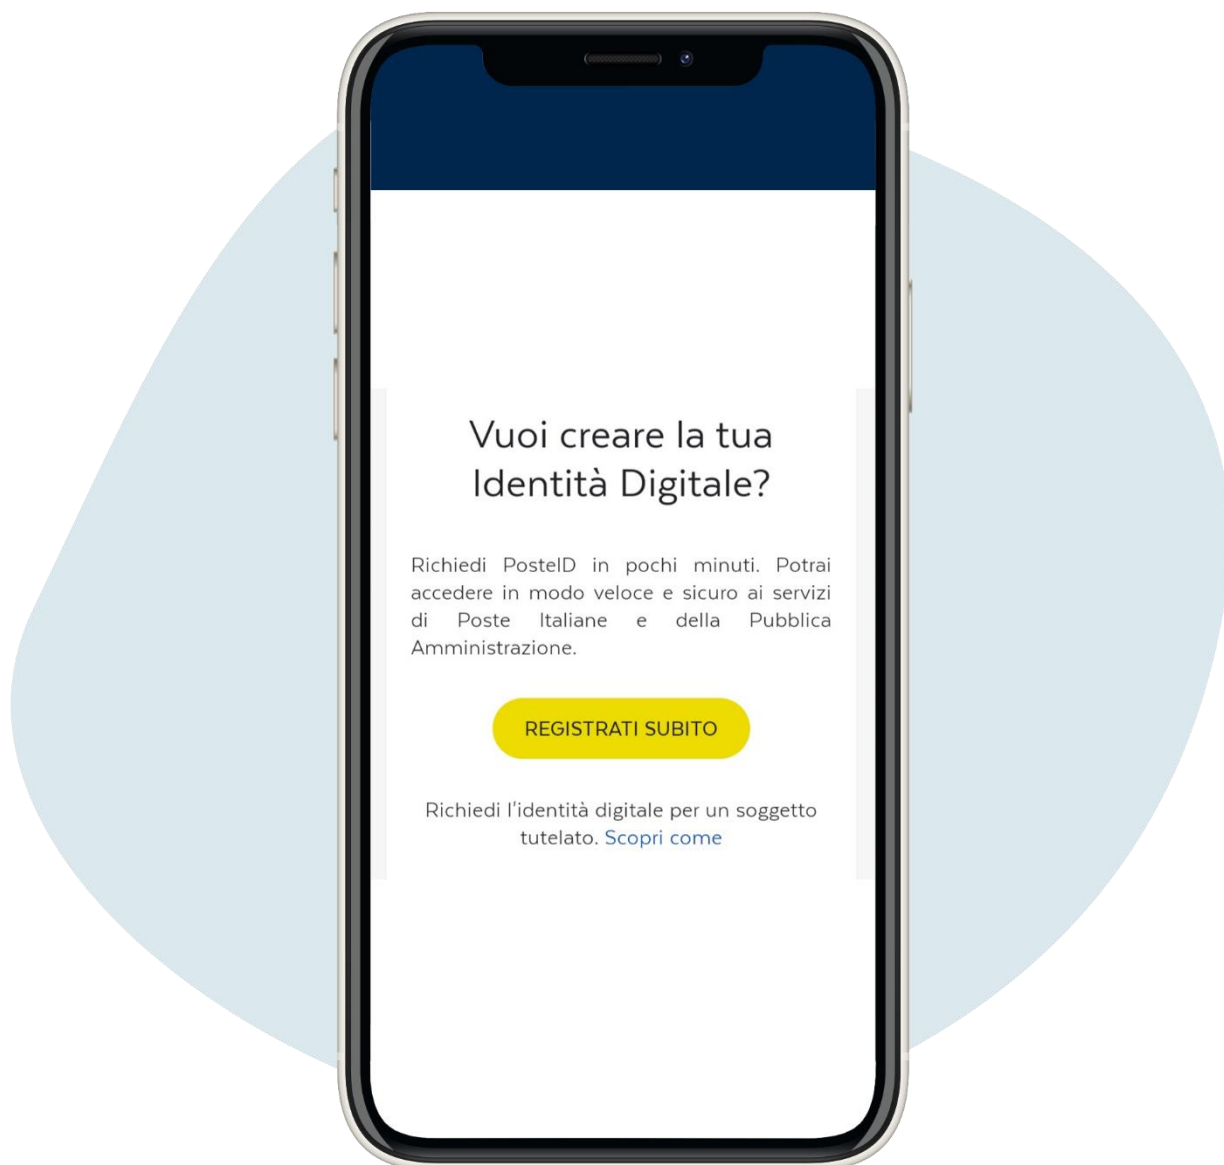 Vuoi creare la tua
Identità Digitale?
Richiedi PosteID in pochi minuti. Potrai
accedere in modo veloce e sicuro ai servizi
di Poste Italiane e della Pubblica
Amministrazione.
REGISTRATI SUBITO
Richiedi l'identità digitale per un soggetto
tutelato. Scopri come